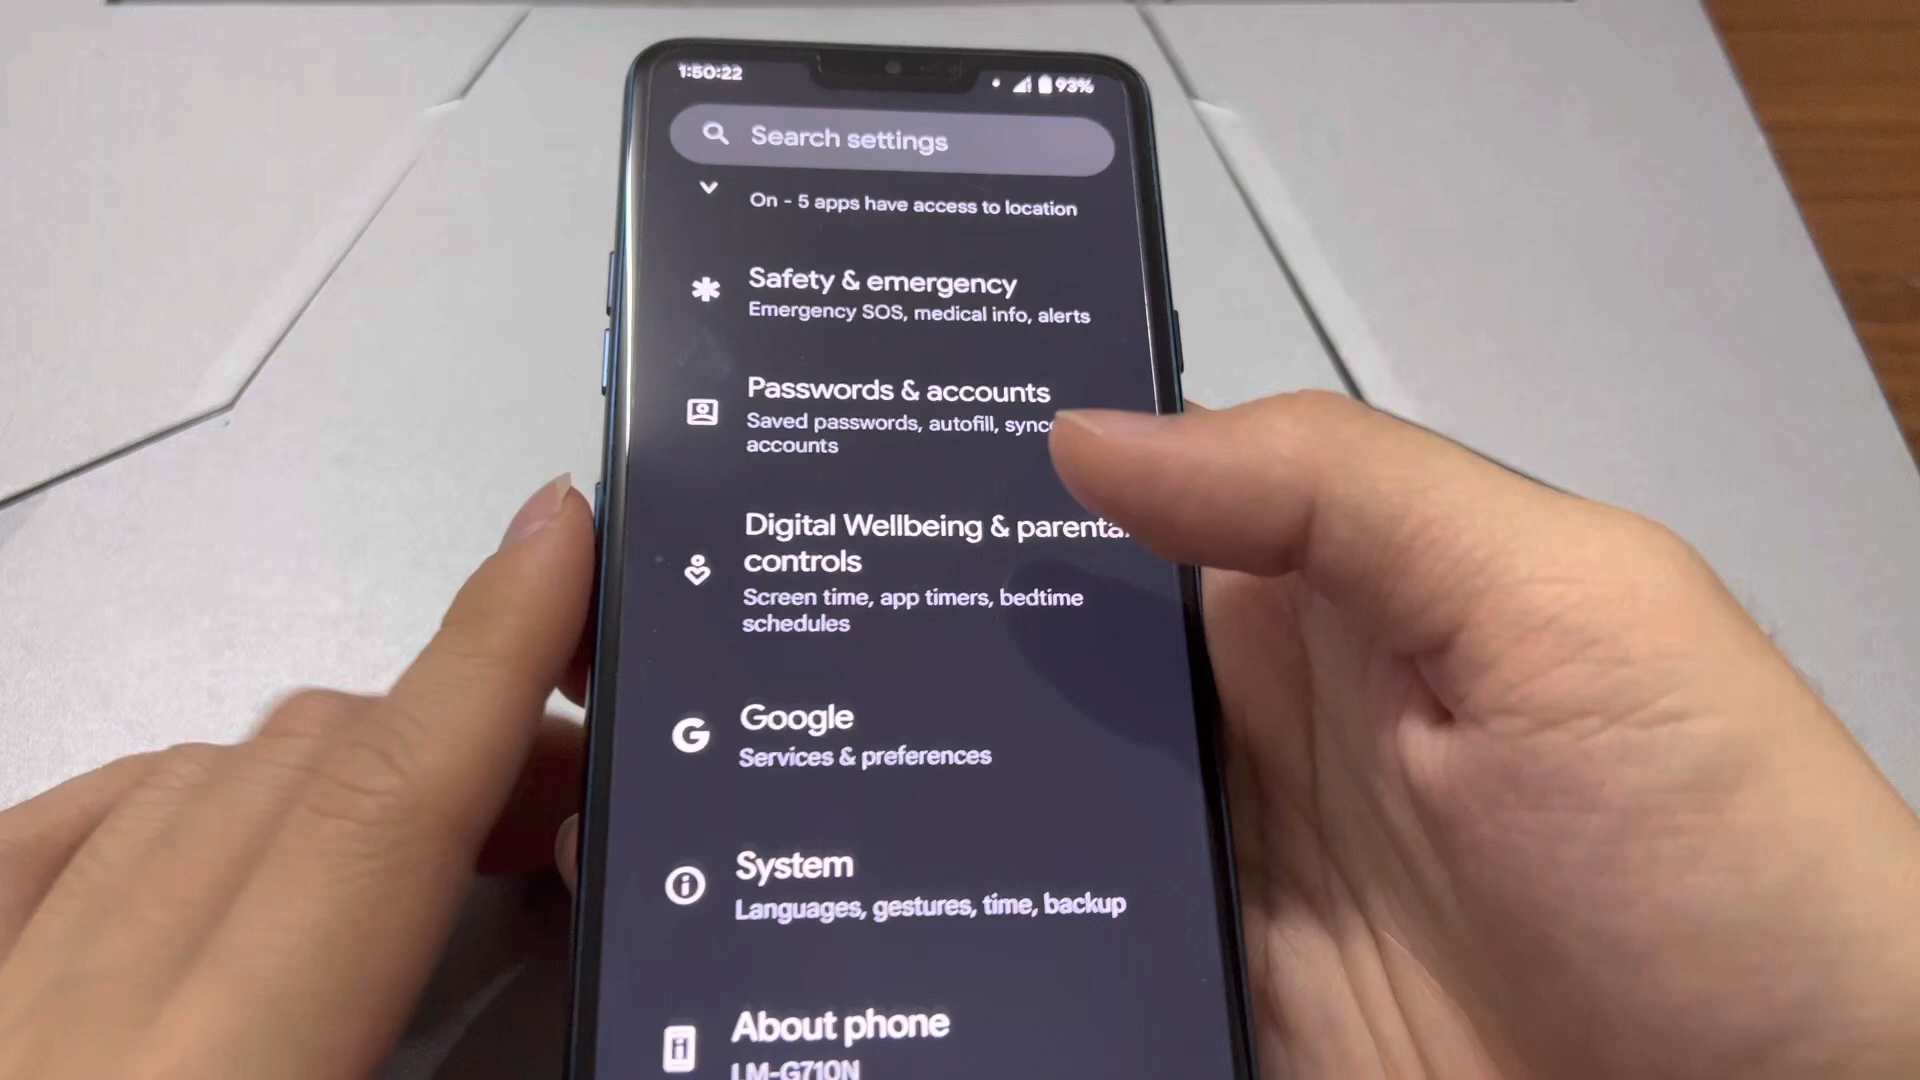 1:50:22
93%
Search settings
On - 5 apps have access to location
Safety & emergency
Emergency SOS, medical info, alerts
Passwords & accounts
Saved passwords, autofill,
accounts
Digital Wellbeing & parental
controls
Screen time, app timers, bedtime
schedules
Google
Services & preferences
System
Languages, gestures, time, backup
About phone
LM-G710N